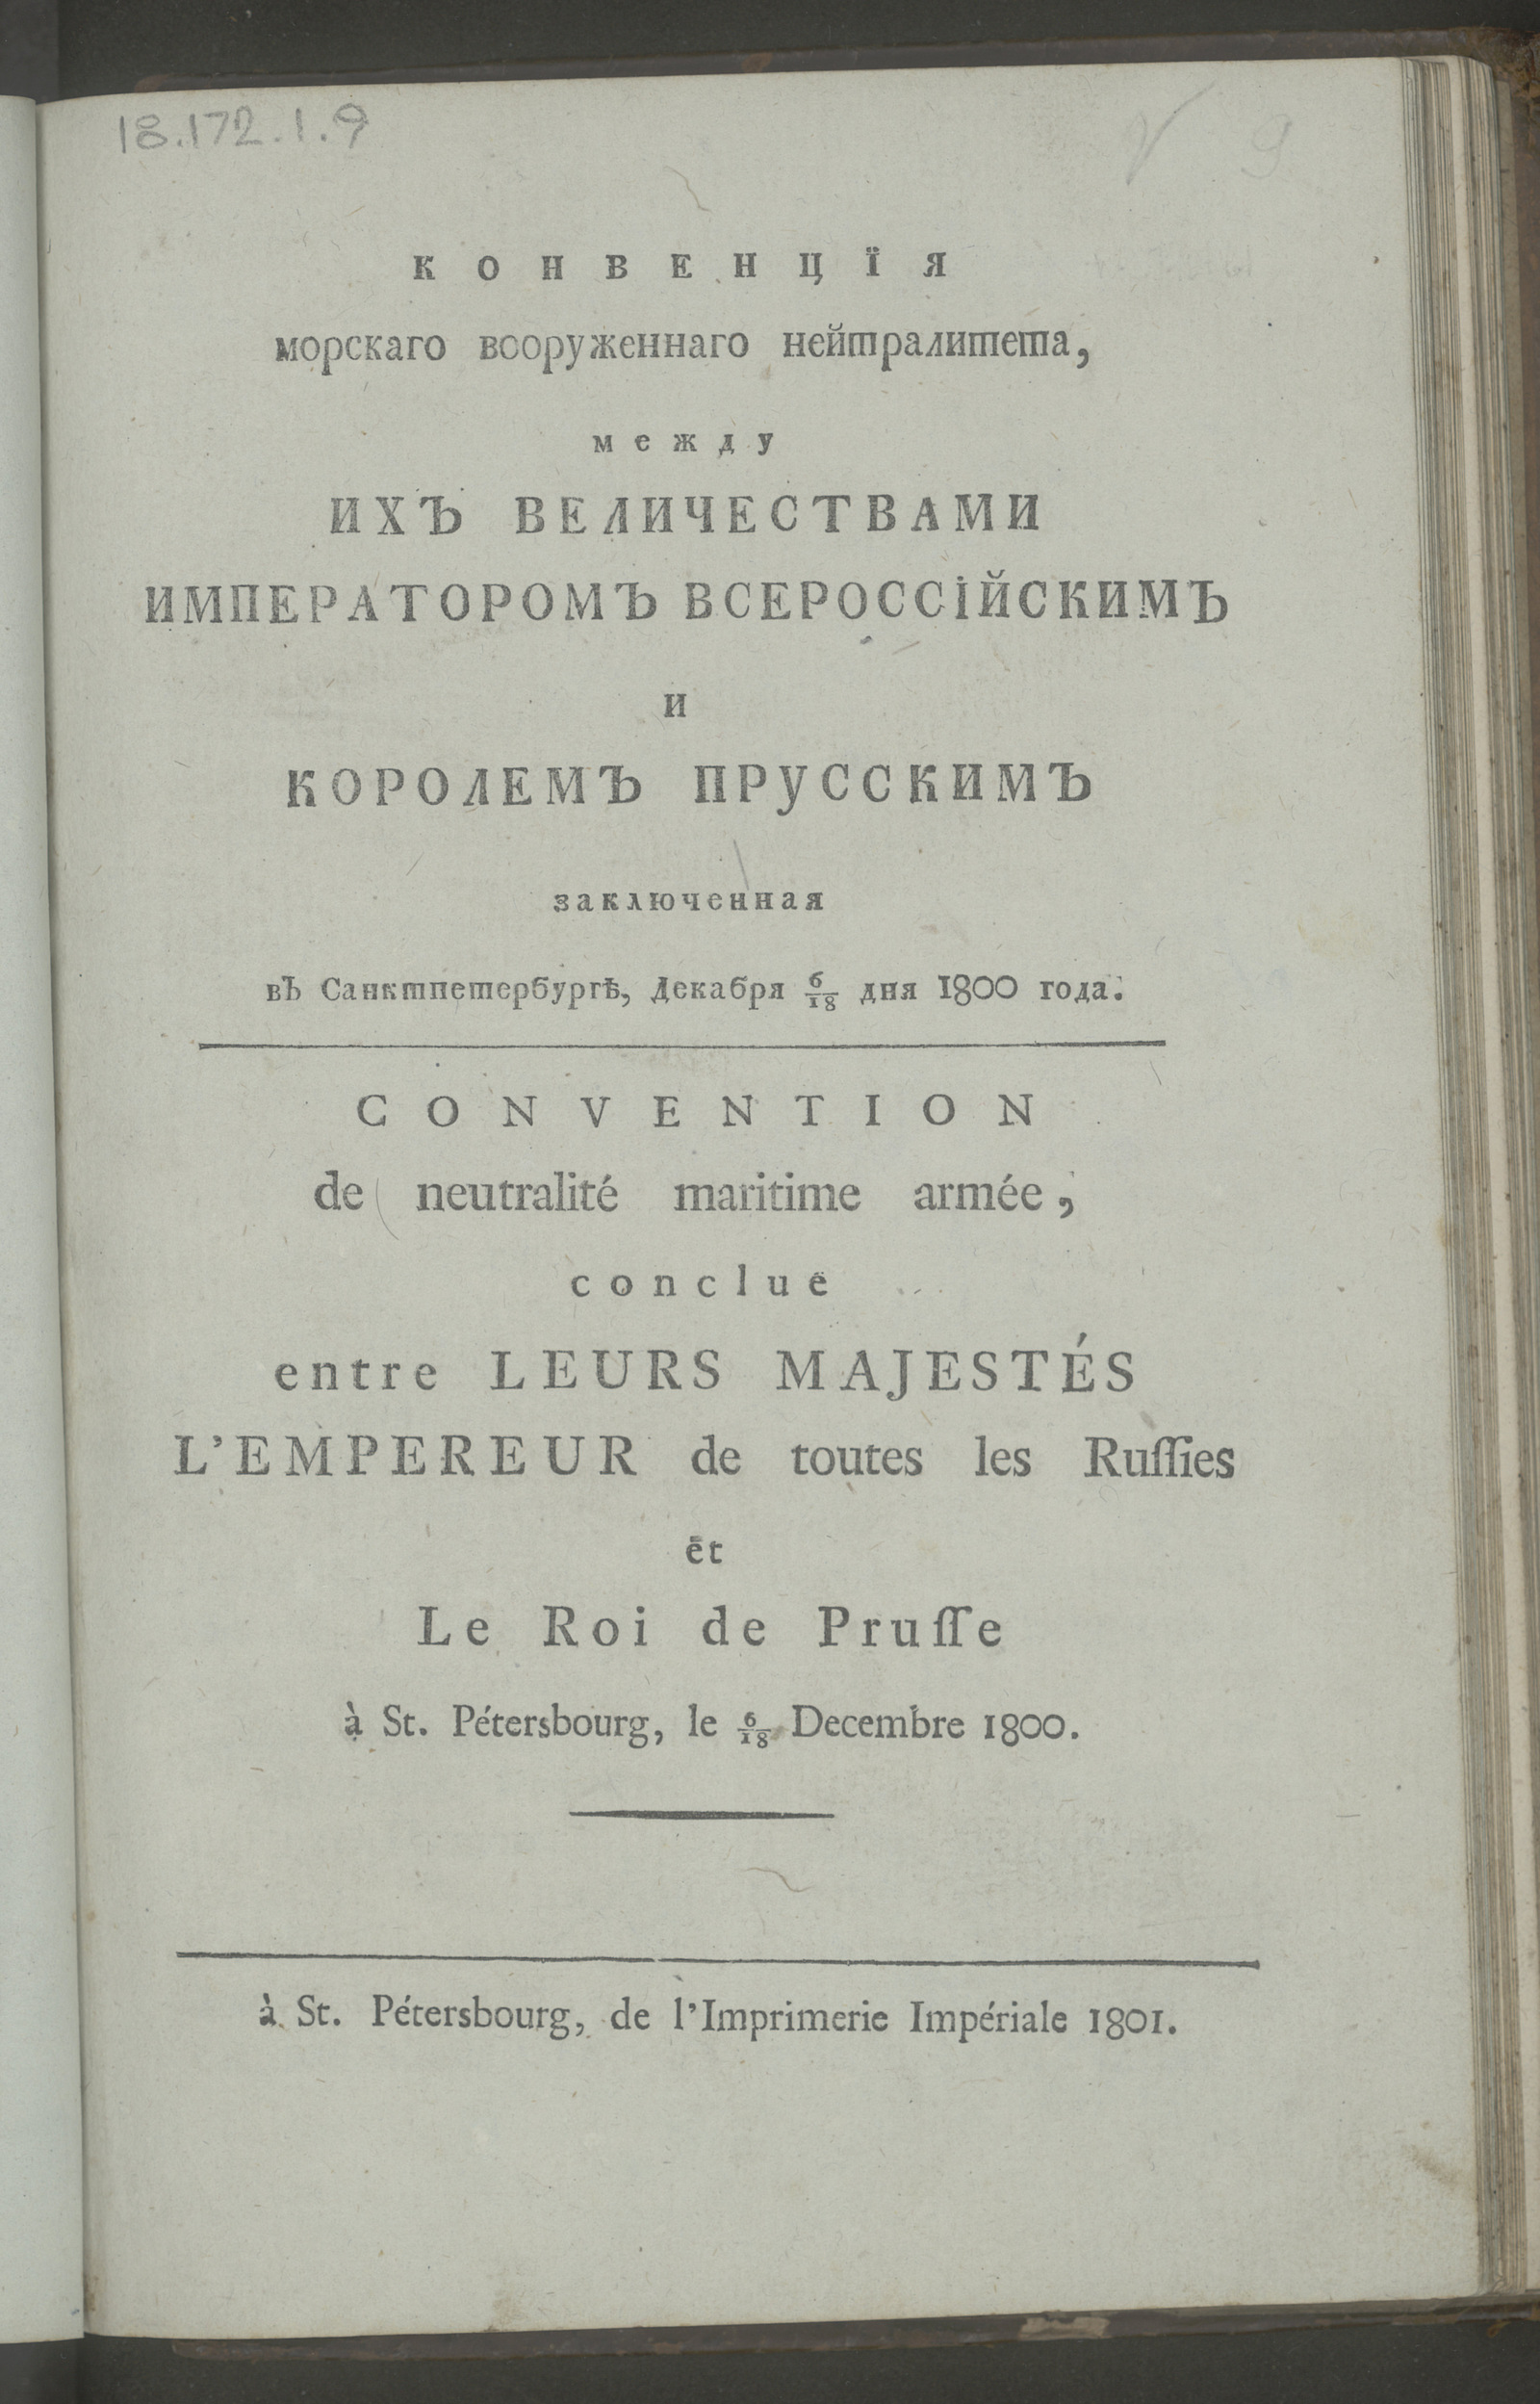 18.172.1.9
9
КОНВЕНЦЇЯ
морскаго вооруженнаго нейтралитета,
между
ИХЪ ВЕЛИЧЕСТВАМИ
ИМПЕРАТОРОМЪ ВСЕРОССІЙСКИМЪ
и
КОРОЛЕМЪ ПРУССКИМЪ
заключенная
въ Санктпетербургѣ, Декабря 6/18 дня 1800 года.
CONVENTION
de neutralité maritime armée,
concluë
entre LEURS MAJESTÉS
L'EMPEREUR de toutes les Ruſſies
et
Le Roi de Pruſſe
à St. Pétersbourg, le 6/18 Decembre 1800.
à St. Pétersbourg, de l'Imprimerie Impériale 1801.